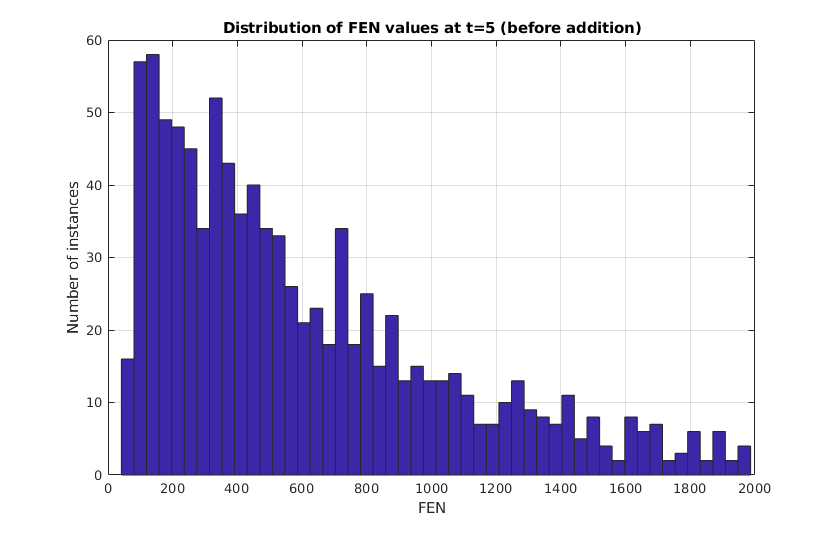 Distribution of FEN values at t=5 (before addition)
60
50
40
30
20
10
0
Number of instances
0 200 400 600 800 1000 1200 1400 1600 1800 2000
FEN